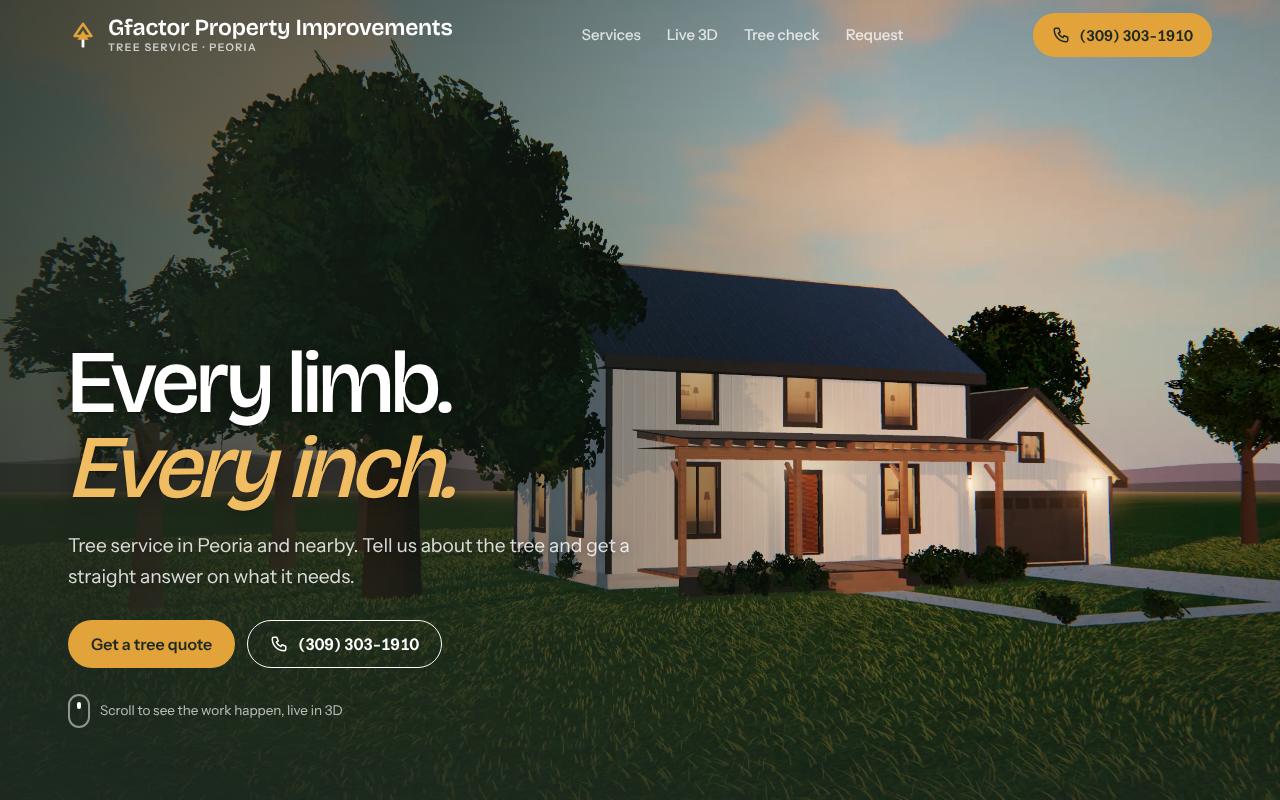 Gfactor Property Improvements
TREE SERVICE · PEORIA
Services
Live 3D
Tree check
Request
(309) 303-1910
Every limb.
Every inch.
Tree service in Peoria and nearby. Tell us about the tree and get a
straight answer on what it needs.
Get a tree quote
(309) 303-1910
Scroll to see the work happen, live in 3D